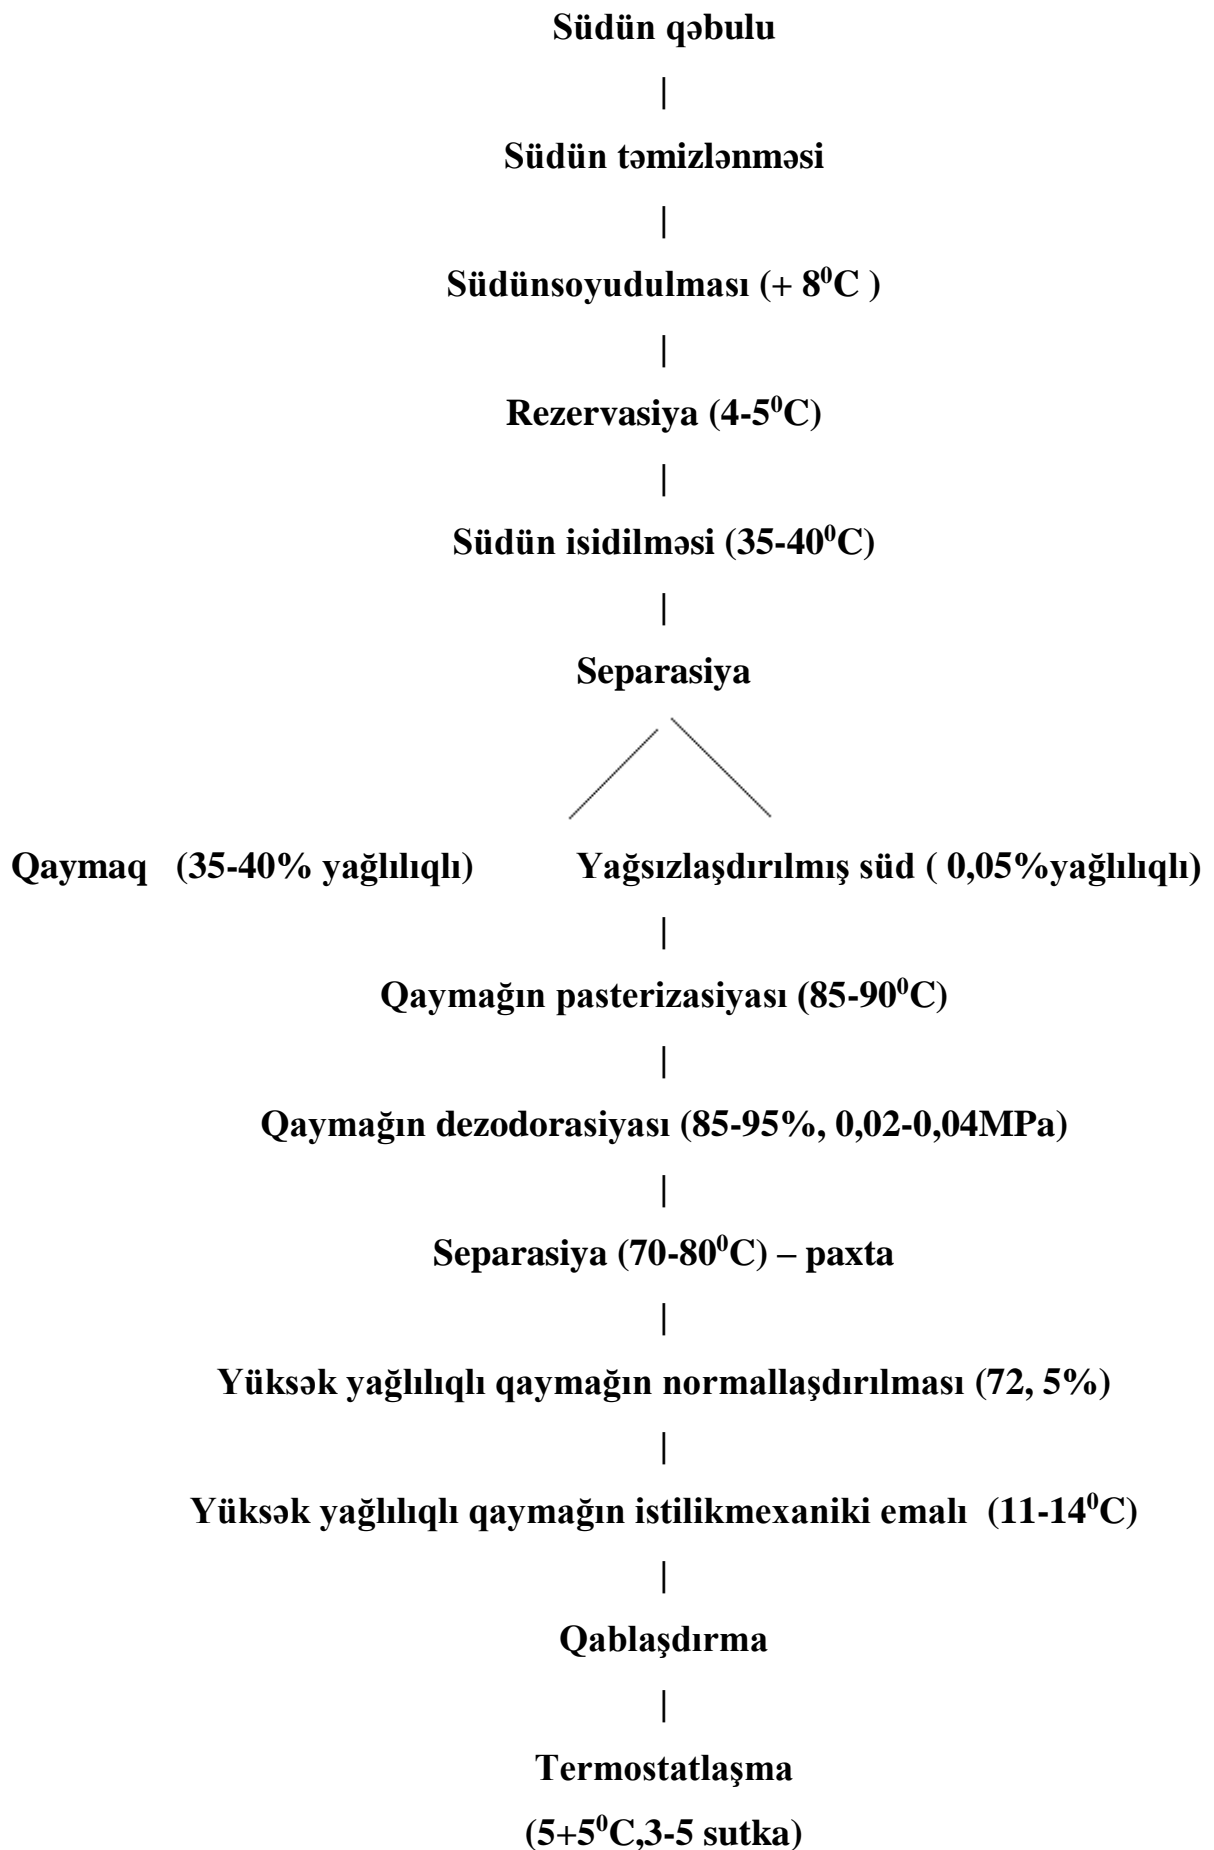 Südün qəbulu
|
Südün təmizlənməsi
|
Südünsoyudulması (+ 8⁰C )
|
Rezervasiya (4-5⁰C)
|
Südün isidilməsi (35-40⁰C)
|
Separasiya
Qaymaq (35-40% yağlılıqlı) Yağsızlaşdırılmış süd ( 0,05%yağlılıqlı)
|
Qaymağın pasterizasiyası (85-90⁰C)
|
Qaymağın dezodorasiyası (85-95%, 0,02-0,04MPa)
|
Separasiya (70-80⁰C) – paxta
|
Yüksək yağlılıqlı qaymağın normallaşdırılması (72, 5%)
|
Yüksək yağlılıqlı qaymağın istilikmexaniki emalı (11-14⁰C)
|
Qablaşdırma
|
Termostatlaşma
(5+5⁰C,3-5 sutka)